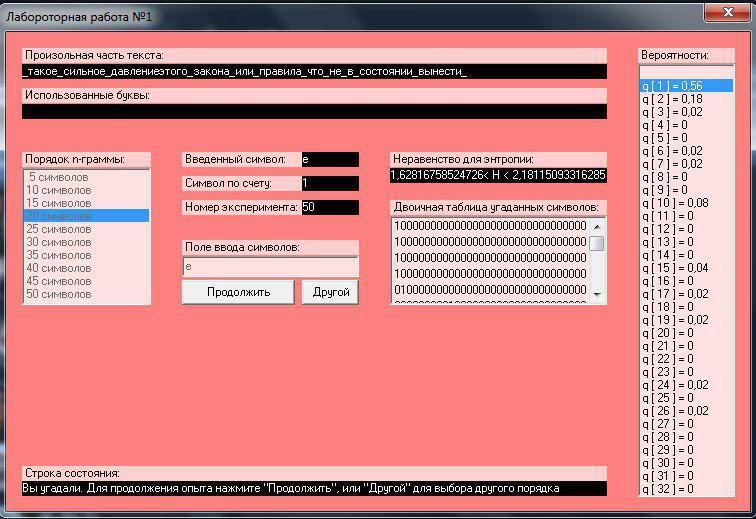 Лабороторная работа №1
Произольная часть текста:
_такое_сильное_давлениеэтого_закона_или_правила_что_не_в_состоянии_вынести_
Использованные буквы:
Порядок n-граммы:
5 символов
10 символов
15 символов
20 символов
25 символов
30 символов
35 символов
40 символов
45 символов
50 символов
Введенный символ: е
Символ по счету: 1
Номер эксперимента: 50
Поле ввода символов:
е
Продолжить Другой
Неравенство для энтропии:
1,62816758524726< H < 2,18115093316285
Двоичная таблица угаданных символов:
10000000000000000000000000000000
10000000000000000000000000000000
10000000000000000000000000000000
10000000000000000000000000000000
01000000000000000000000000000000
Вероятности:
q [ 1 ] = 0,56
q [ 2 ] = 0,18
q [ 3 ] = 0,02
q [ 4 ] = 0
q [ 5 ] = 0
q [ 6 ] = 0,02
q [ 7 ] = 0,02
q [ 8 ] = 0
q [ 9 ] = 0
q [ 10 ] = 0,08
q [ 11 ] = 0
q [ 12 ] = 0
q [ 13 ] = 0
q [ 14 ] = 0
q [ 15 ] = 0,04
q [ 16 ] = 0
q [ 17 ] = 0,02
q [ 18 ] = 0
q [ 19 ] = 0,02
q [ 20 ] = 0
q [ 21 ] = 0
q [ 22 ] = 0
q [ 23 ] = 0
q [ 24 ] = 0,02
q [ 25 ] = 0
q [ 26 ] = 0,02
q [ 27 ] = 0
q [ 28 ] = 0
q [ 29 ] = 0
q [ 30 ] = 0
q [ 31 ] = 0
q [ 32 ] = 0
Строка состояния:
Вы угадали. Для продолжения опыта нажмите "Продолжить", или "Другой" для выбора другого порядка